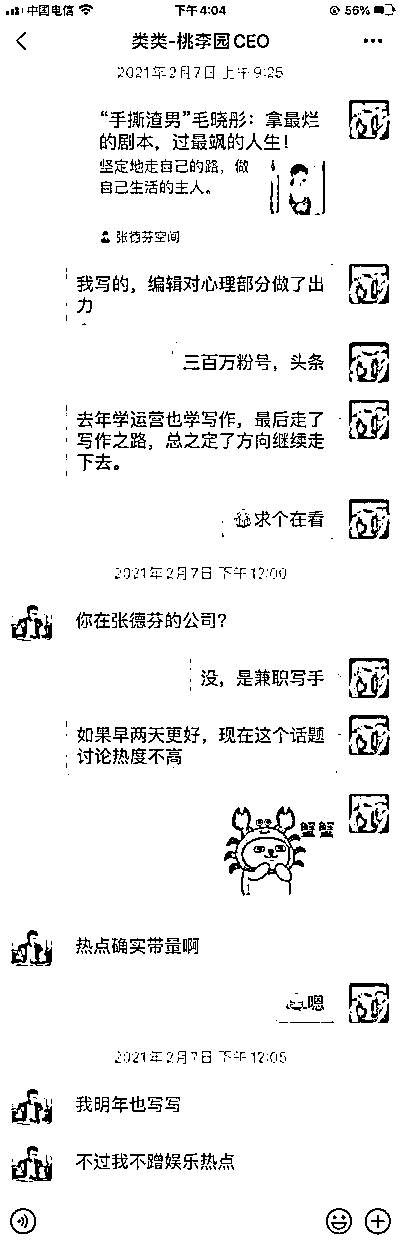 中国电信 下午4:04 56%
类类-桃李园CEO
2021年2月7日 上午9:25
“手撕渣男”毛晓彤：拿最烂
的剧本，过最飒的人生！
坚定地走自己的路，做
自己生活的主人。
张德芬空间
我写的，编辑对心理部分做了出
力
三百万粉号，头条
去年学运营也学写作，最后走了
写作之路，总之定了方向继续走
下去。
求个在看
2021年2月7日 下午12:00
你在张德芬的公司？
没，是兼职写手
如果早两天更好，现在这个话题
讨论热度不高
蟹蟹
热点确实带量啊
嗯
2021年2月7日 下午12:05
我明年也写写
不过我不蹭娱乐热点